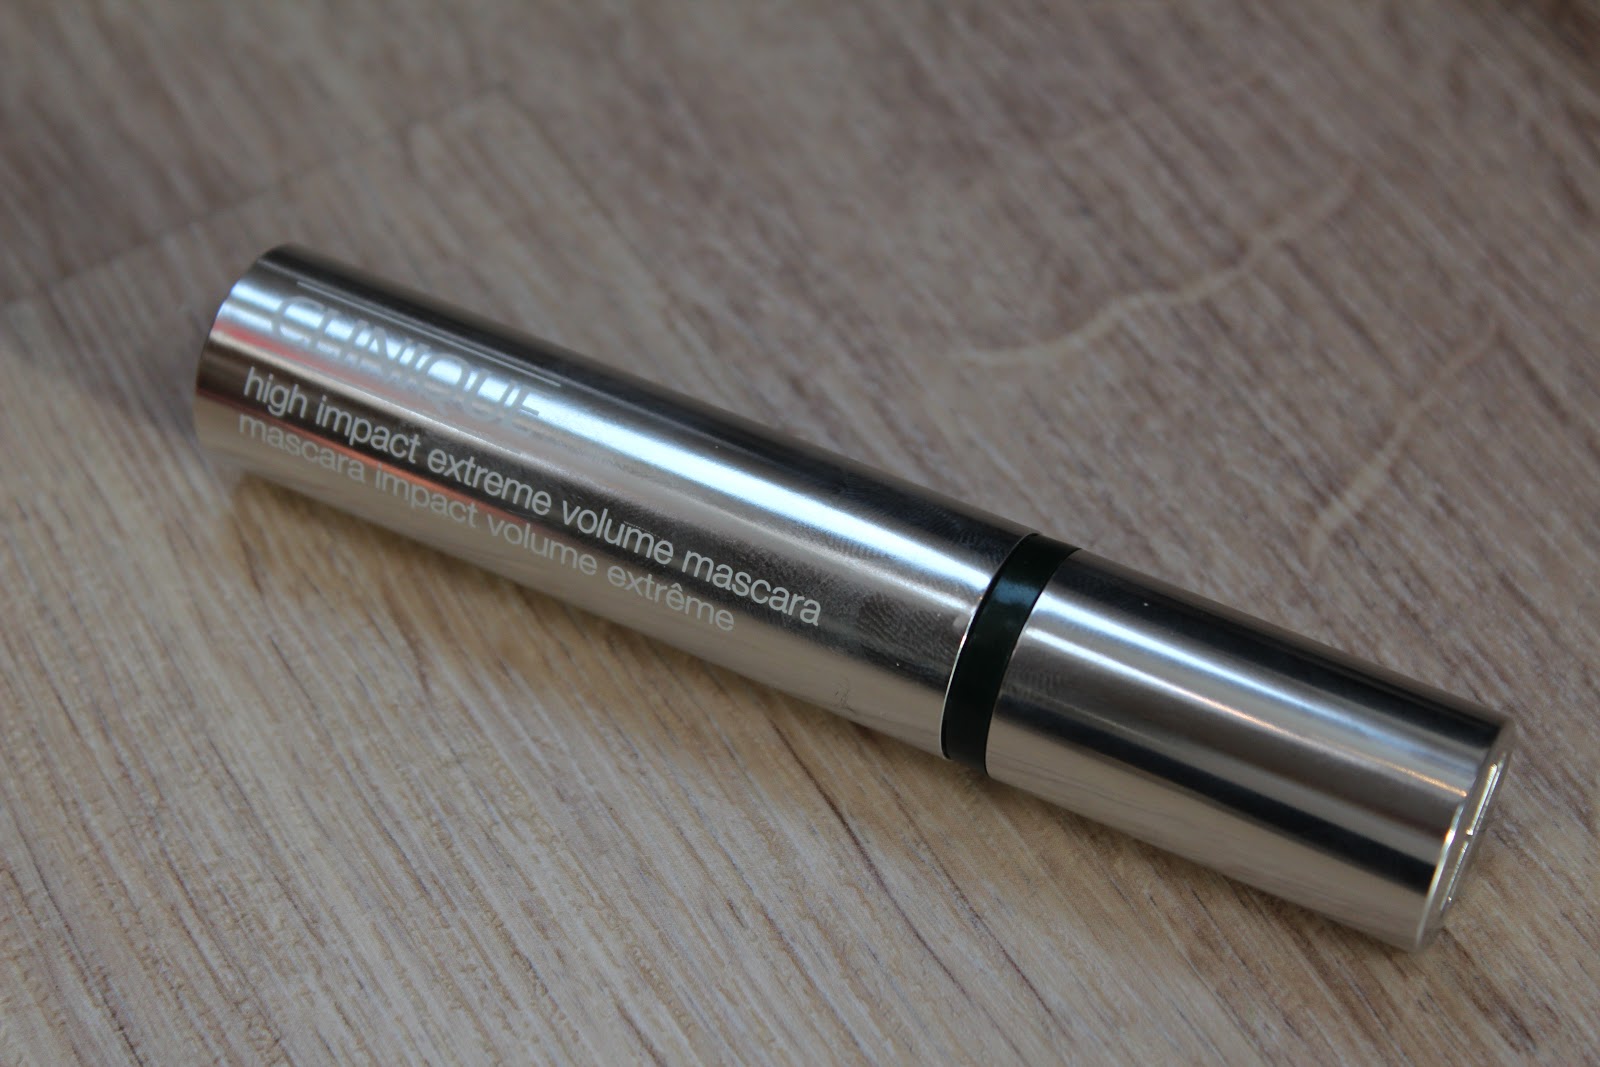 CLINIQUE
high impact extreme volume mascara
mascara impact volume extrême